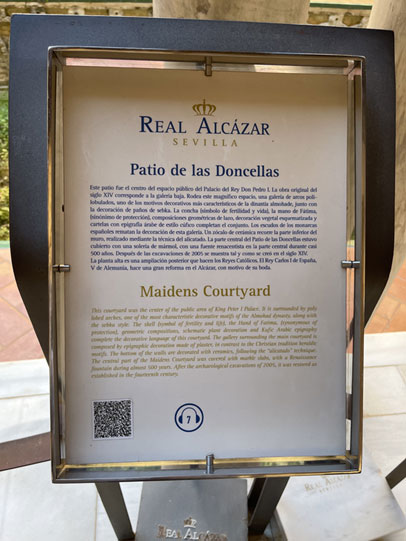 REAL ALCÁZAR
SEVILLA
Patio de las Doncellas
Este patio fue el centro del espacio público del Palacio del Rey Don Pedro I. La obra original del
siglo XIV corresponde a la galería baja. Rodea este magnífico espacio, una galería de arcos poli-
lobulados, uno de los motivos decorativos más característicos de la dinastía almohade, junto con
la decoración de paños de sebka. La concha (símbolo de fertilidad y vida), la mano de Fátima,
(sinónimo de protección), composiciones geométricas de lazo, decoración vegetal esquematizada y
cartelas con epigrafía árabe de estilo cúfico completan el conjunto. Los escudos de los monarcas
españoles rematan la decoración de esta galería. Un zócalo de cerámica recorre la parte inferior del
muro, realizado mediante la técnica del alicatado. La parte central del Patio de las Doncellas estuvo
cubierto con una solería de mármol, con una fuente renacentista en la parte central durante casi
500 años. Después de las excavaciones de 2005 se muestra tal y como se creó en el siglo XIV.
La planta alta es una ampliación posterior que hacen los Reyes Católicos. El Rey Carlos I de España,
V de Alemania, hace una gran reforma en el Alcázar, con motivo de su boda.
Maidens Courtyard
This courtyard was the center of the public area of King Peter I Palace. It is surrounded by poly
lobed arches, one of the most characteristic decorative motifs of the Almohad dynasty, along with
the sebka style. The shell (symbol of fertility and life), the Hand of Fatima, (synonymous of
protection), geometric compositions, schematic plant decoration and Kufic Arabic epigraphy
complete the decorative language of this courtyard. The gallery surrounding the main courtyard is
composed by epigraphic decorative mode of plaster, in contrast to the Christian tradition heraldic
motifs. The bottom of the walls are decorated with ceramics, following the "alicatado" technique.
The central part of the Maidens Courtyard was covered with marble slabs, with a Renaissance
fountain during almost 500 years. After the archaeological excavations of 2005, it was restored as
established in the fourteenth century.
7
REAL ALCÁZAR
SEVILLA
REAL ALCÁZAR